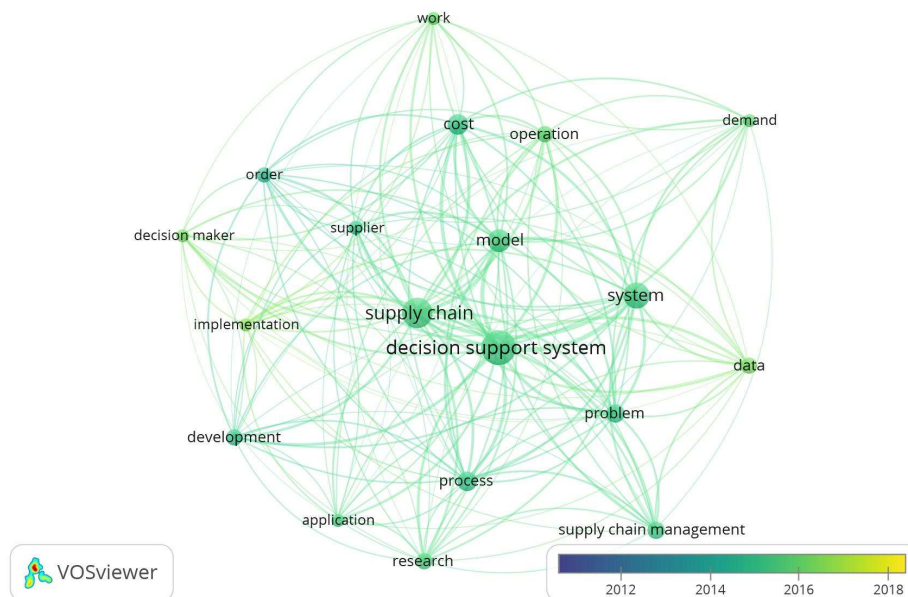 work
cost
operation
demand
order
supplier
decision maker
model
system
supply chain
implementation
decision support system
data
problem
development
process
application
supply chain management
research
VOSviewer
2012 2014 2016 2018